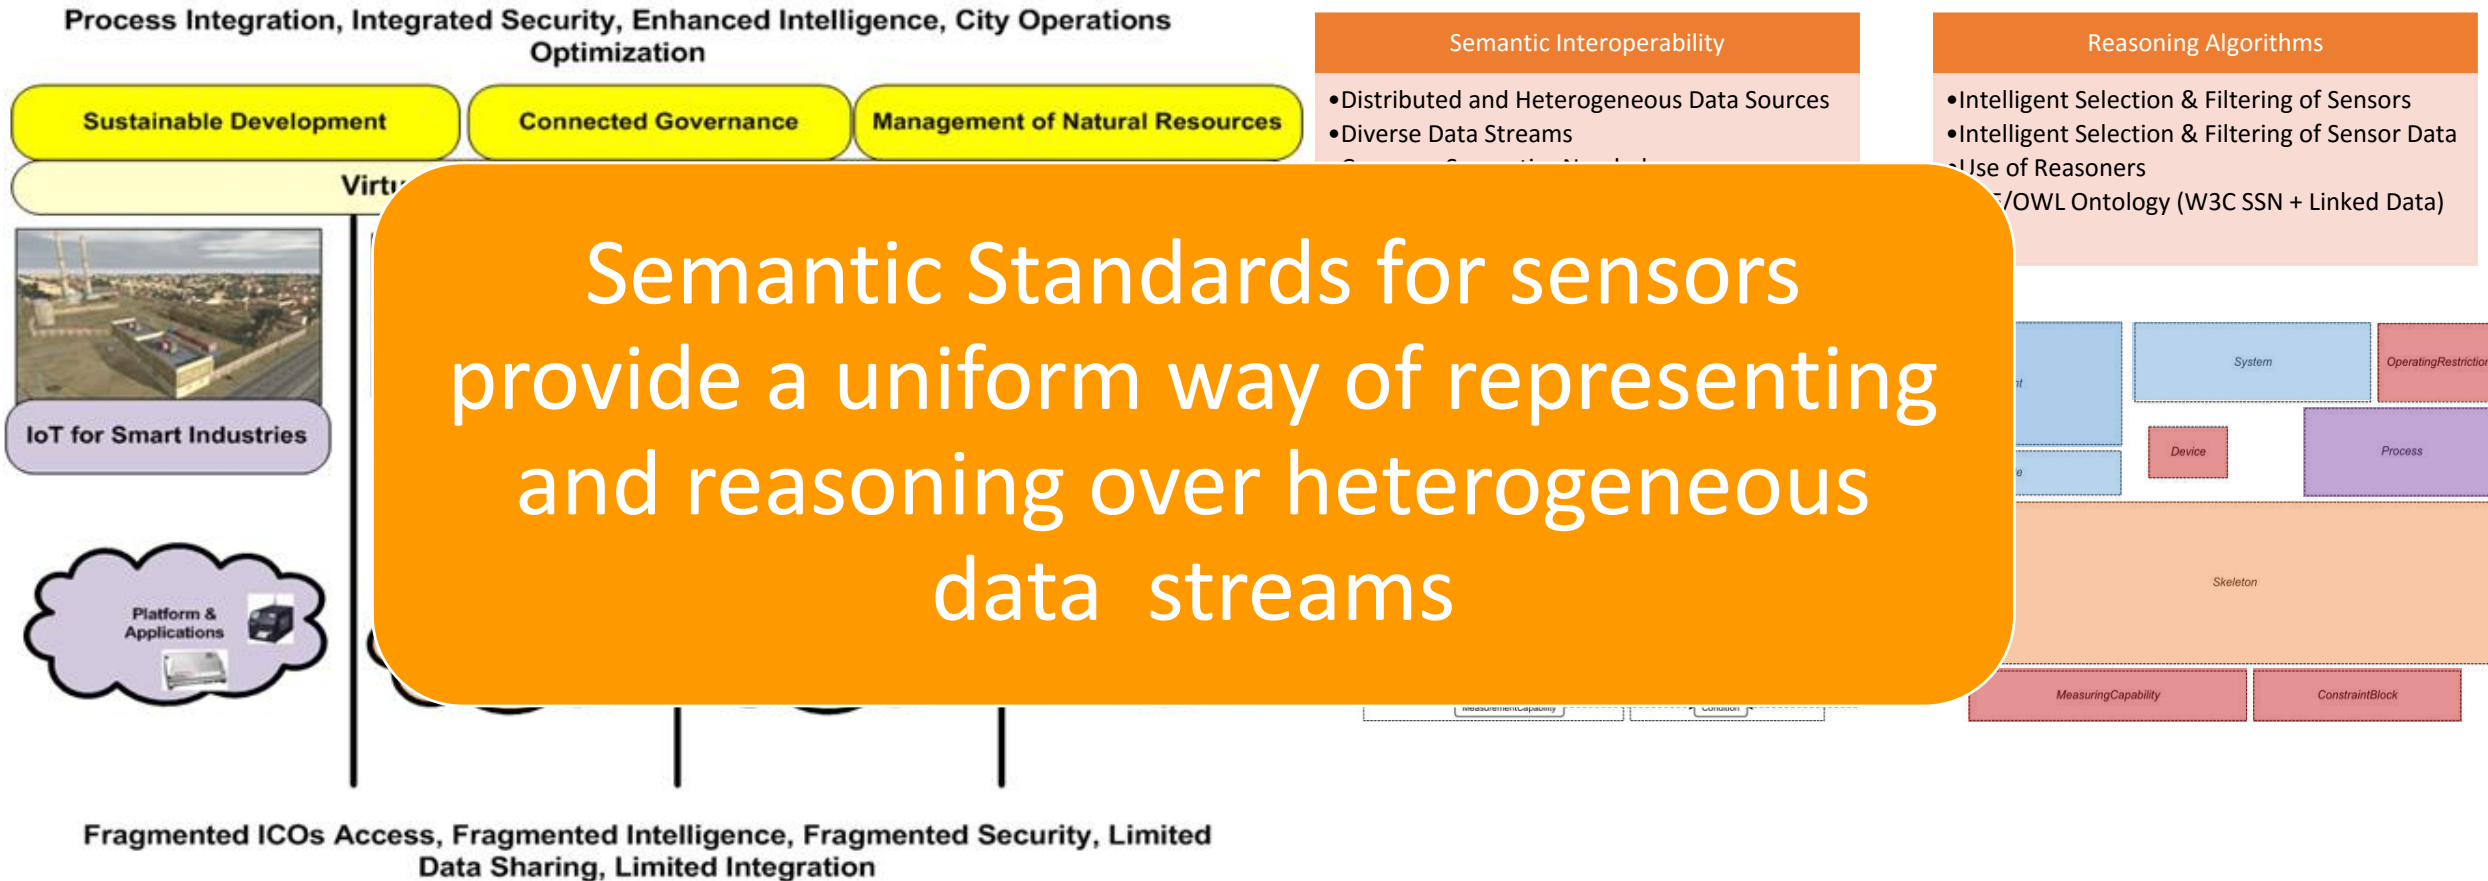 Process Integration, Integrated Security, Enhanced Intelligence, City Operations
Optimization
Sustainable Development
Connected Governance
Management of Natural Resources
IoT for Smart Industries
Platform &
Applications
Fragmented ICOs Access, Fragmented Intelligence, Fragmented Security, Limited
Data Sharing, Limited Integration
Semantic Interoperability
•Distributed and Heterogeneous Data Sources
•Diverse Data Streams
Reasoning Algorithms
•Intelligent Selection & Filtering of Sensors
•Intelligent Selection & Filtering of Sensor Data
•Use of Reasoners
/OWL Ontology (W3C SSN + Linked Data)
Semantic Standards for sensors
provide a uniform way of representing
and reasoning over heterogeneous
data streams
System
OperatingRestriction
Device
Process
Skeleton
MeasuringCapability
ConstraintBlock
MeasurementCapability
Condition